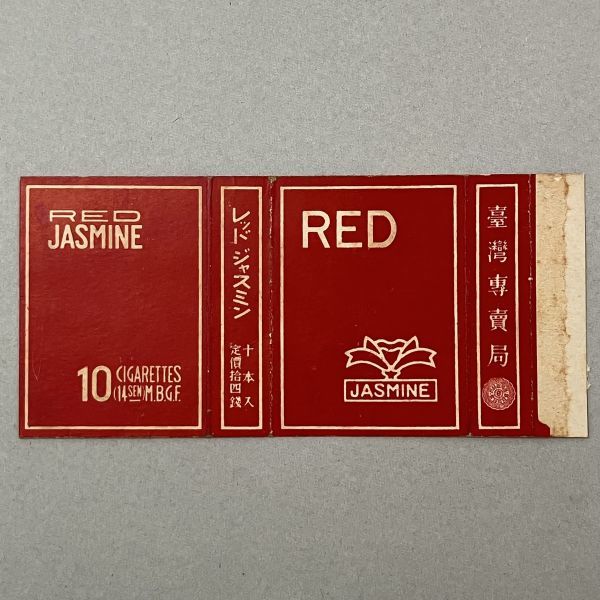 RED
JASMINE
10 CIGARETTES
(14 SEN) M.B.G.F.
レッド ジャスミン
十本入
定價拾四錢
RED
JASMINE
臺灣專賣局